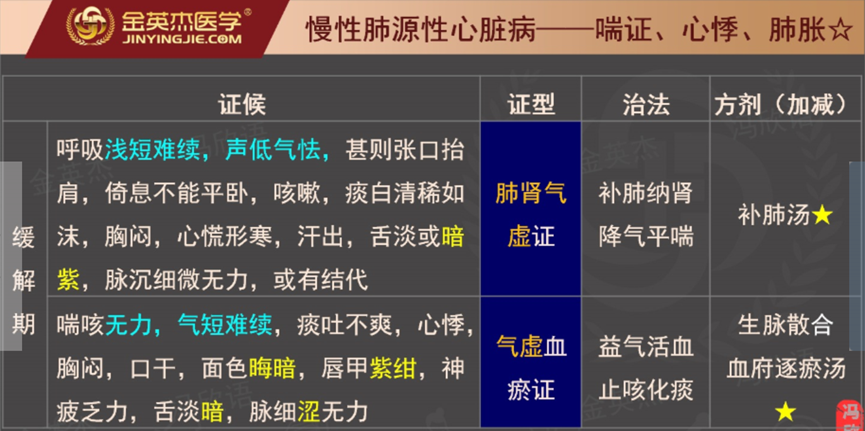 金英杰医学®
JINYINGJIE.COM
慢性肺源性心脏病——喘证、心悸、肺胀☆
证候
证型
治法
方剂（加减）
缓解期
呼吸浅短难续，声低气怯，甚则张口抬
肩，倚息不能平卧，咳嗽，痰白清稀如
沫，胸闷，心慌形寒，汗出，舌淡或暗
紫，脉沉细微无力，或有结代
肺肾气
虚证
补肺纳肾
降气平喘
补肺汤★
喘咳无力，气短难续，痰吐不爽，心悸，
胸闷，口干，面色晦暗，唇甲紫绀，神
疲乏力，舌淡暗，脉细涩无力
气虚血
瘀证
益气活血
止咳化痰
生脉散合
血府逐瘀汤
★